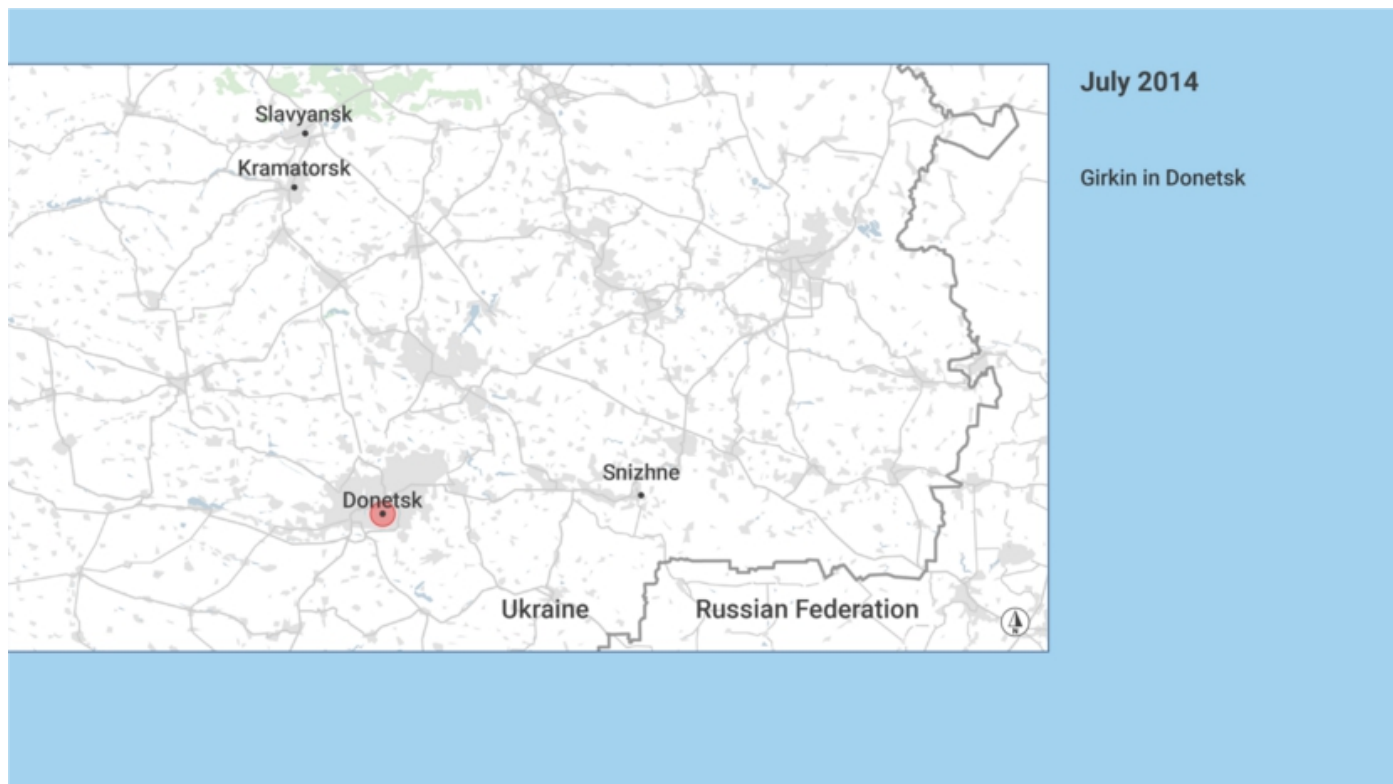 Slavyansk
Kramatorsk
Snizhne
Donetsk
Ukraine
Russian Federation
N
July 2014
Girkin in Donetsk